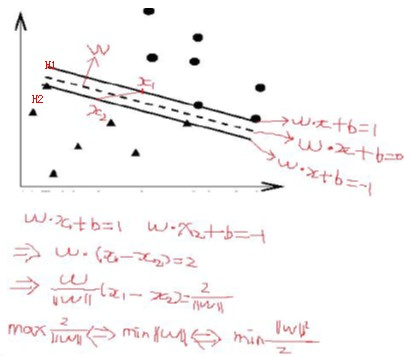 H1
W
x₁
H2
x₂
W·x+b=1
W·x+b=0
W·x+b=-1
W·x₁+b=1 W·x₂+b=-1
⇒ W·(x₁-x₂)=2
⇒ W/‖W‖(x₁-x₂)=2/‖W‖
max 2/‖W‖ ⇔ min‖W‖ ⇔ min ‖W‖²/2